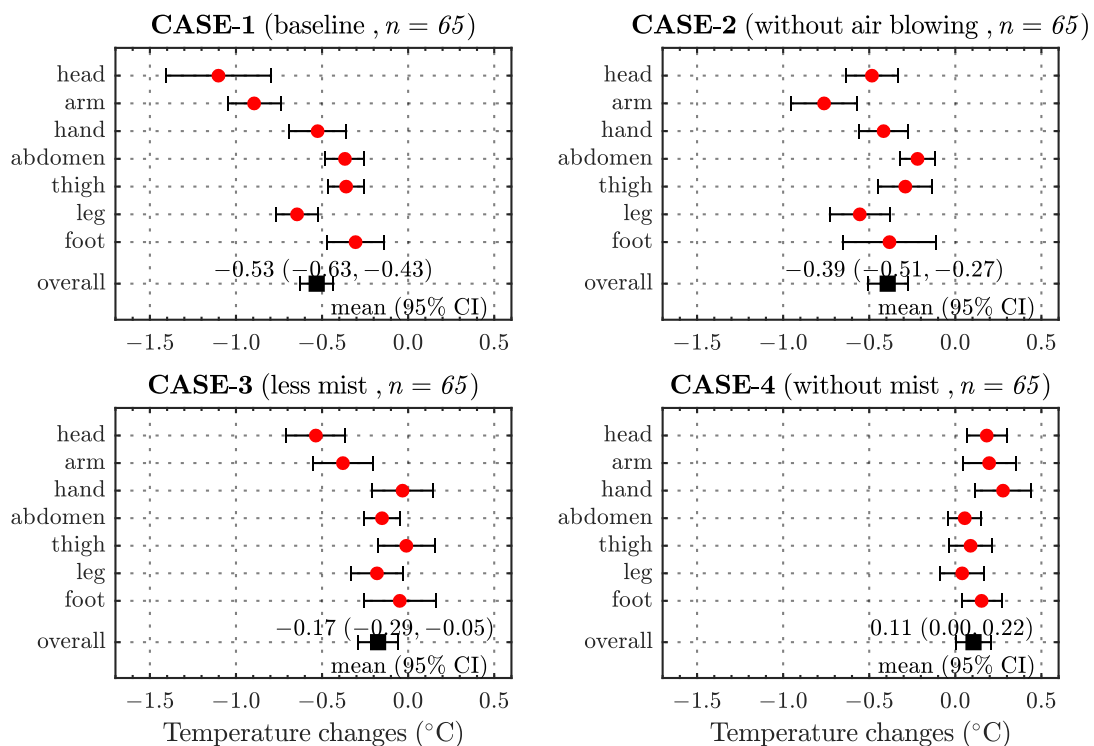 CASE-1 (baseline , n = 65)
head
arm
hand
abdomen
thigh
leg
foot
overall
−0.53 (−0.63, −0.43)
mean (95% CI)
−1.5 −1.0 −0.5 0.0 0.5
CASE-2 (without air blowing , n = 65)
head
arm
hand
abdomen
thigh
leg
foot
overall
−0.39 (−0.51, −0.27)
mean (95% CI)
−1.5 −1.0 −0.5 0.0 0.5
CASE-3 (less mist , n = 65)
head
arm
hand
abdomen
thigh
leg
foot
overall
−0.17 (−0.29, −0.05)
mean (95% CI)
−1.5 −1.0 −0.5 0.0 0.5
Temperature changes (°C)
CASE-4 (without mist , n = 65)
head
arm
hand
abdomen
thigh
leg
foot
overall
0.11 (0.00, 0.22)
mean (95% CI)
−1.5 −1.0 −0.5 0.0 0.5
Temperature changes (°C)